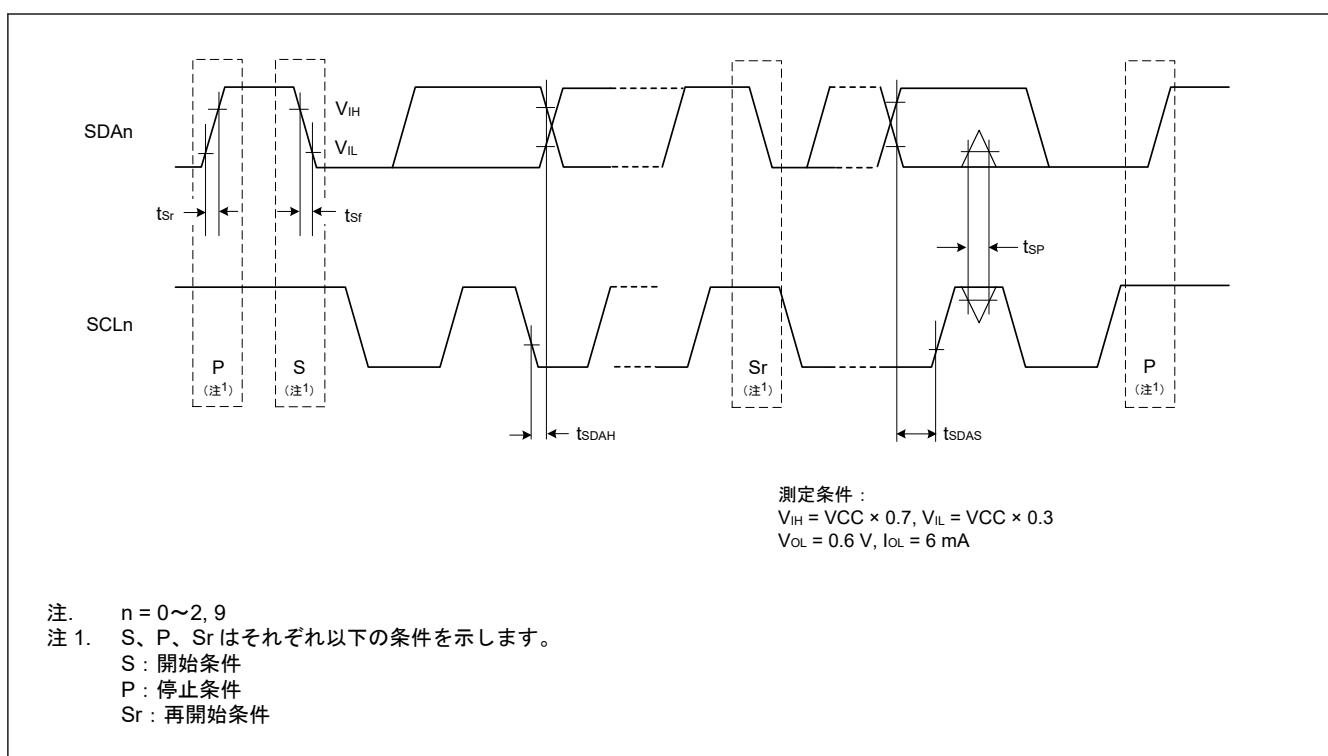 SDAn
VIH
VIL
tSr
tSf
tSP
SCLn
P
（注1）
S
（注1）
Sr
（注1）
P
（注1）
tSDAH
tSDAS
測定条件：
VIH = VCC × 0.7, VIL = VCC × 0.3
VOL = 0.6 V, IOL = 6 mA
注. n = 0～2, 9
注 1. S、P、Sr はそれぞれ以下の条件を示します。
S：開始条件
P：停止条件
Sr：再開始条件